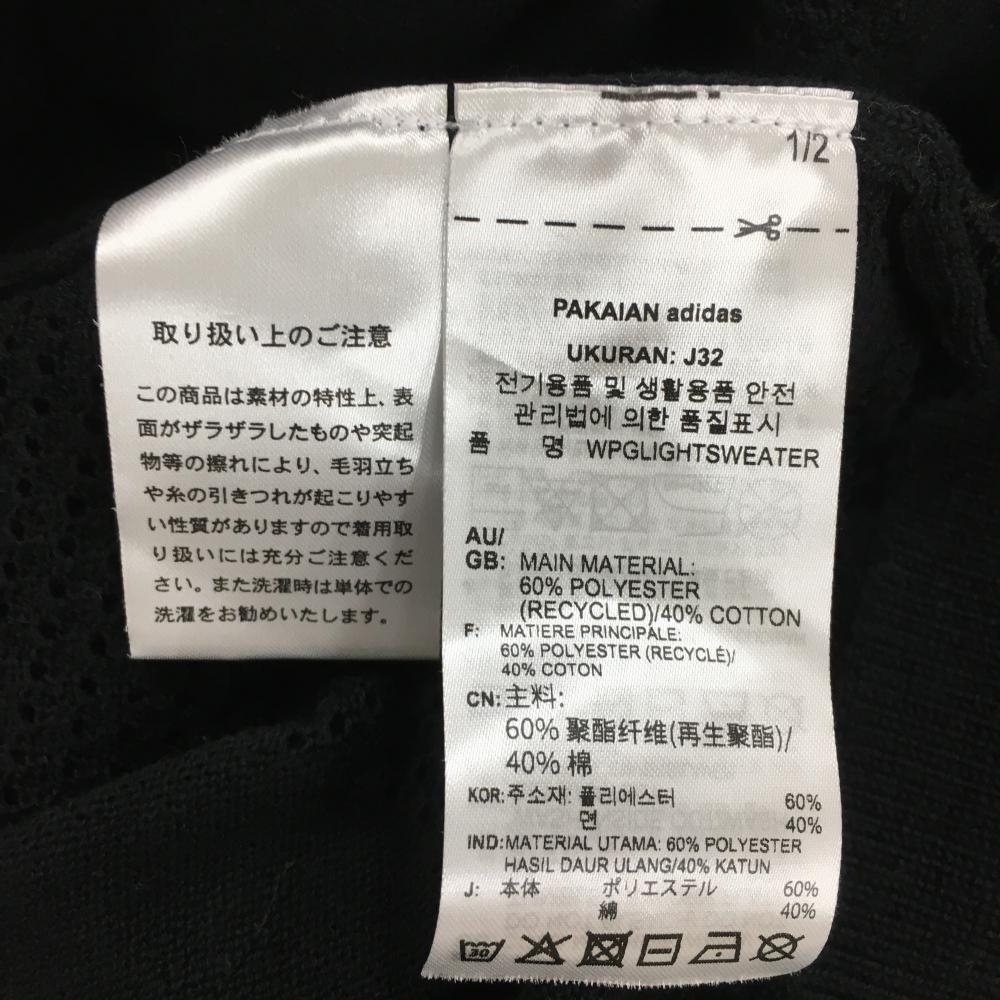 取り扱い上のご注意
この商品は素材の特性上、表
面がザラザラしたものや突起
物等の擦れにより、毛羽立ち
や糸の引きつれが起こりやす
い性質がありますので着用取
り扱いには充分ご注意くだ
さい。また洗濯時は単体での
洗濯をお勧めいたします。
1/2
PAKAIAN adidas
UKURAN: J32
전기용품 및 생활용품 안전
관리법에 의한 품질표시
품 명 WPGLIGHTSWEATER
AU/
GB: MAIN MATERIAL:
60% POLYESTER
(RECYCLED)/40% COTTON
F: MATIERE PRINCIPALE:
60% POLYESTER (RECYCLÉ)/
40% COTON
CN: 主料:
60% 聚酯纤维(再生聚酯)/
40% 棉
KOR: 주소재: 폴리에스터 60%
면 40%
IND: MATERIAL UTAMA: 60% POLYESTER
HASIL DAUR ULANG/40% KATUN
J: 本体 ポリエステル 60%
綿 40%
30